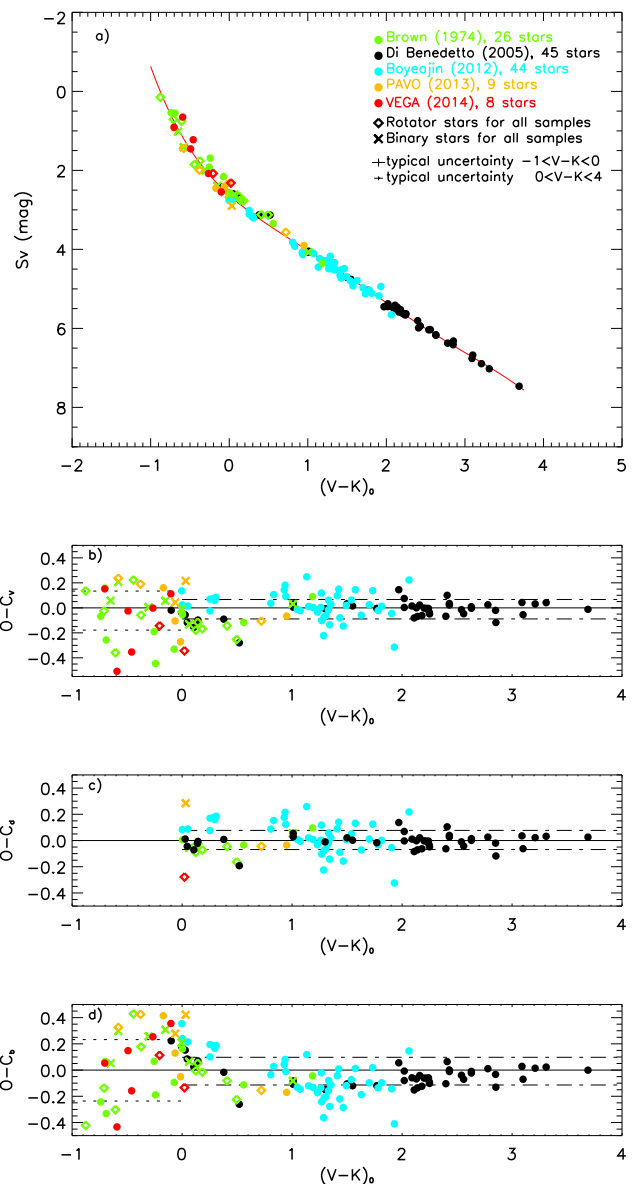 a)
Brown (1974), 26 stars
Di Benedetto (2005), 45 stars
Boyeajin (2012), 44 stars
PAVO (2013), 9 stars
VEGA (2014), 8 stars
Rotator stars for all samples
Binary stars for all samples
typical uncertainty −1<V−K<0
typical uncertainty 0<V−K<4
−2
0
2
4
6
8
Sv (mag)
−2 −1 0 1 2 3 4 5
(V−K)₀
b)
0.4
0.2
0.0
−0.2
−0.4
O−Cᵥ
−1 0 1 2 3 4
(V−K)₀
c)
0.4
0.2
0.0
−0.2
−0.4
O−C_d
−1 0 1 2 3 4
(V−K)₀
d)
0.4
0.2
0.0
−0.2
−0.4
O−C_b
−1 0 1 2 3 4
(V−K)₀